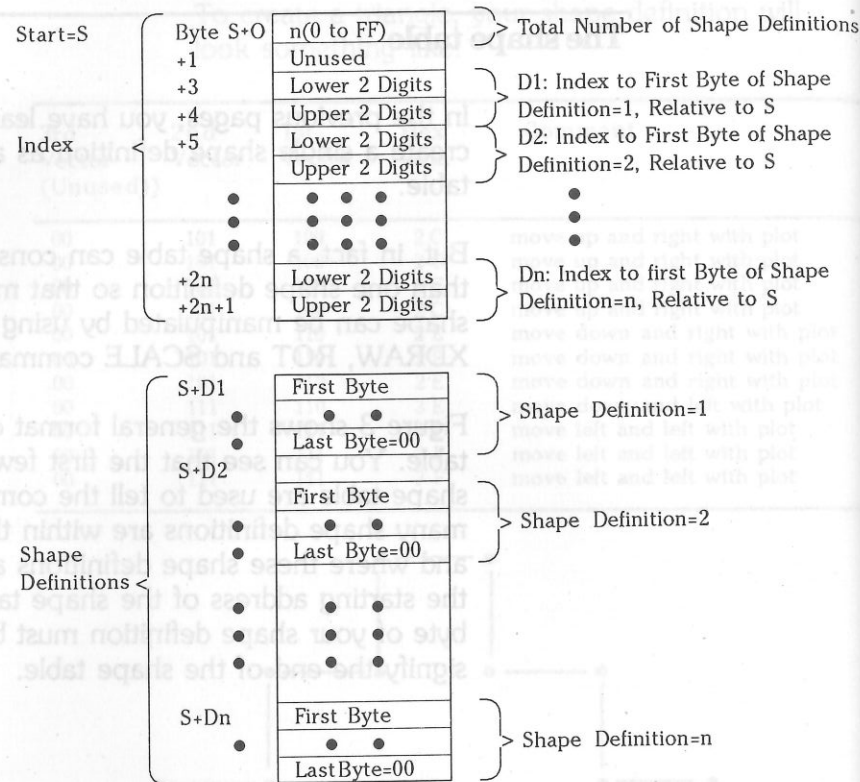 Start=S Byte S+O n(0 to FF) Total Number of Shape Definitions
+1 Unused
+3 Lower 2 Digits D1: Index to First Byte of Shape
+4 Upper 2 Digits Definition=1, Relative to S
Index +5 Lower 2 Digits D2: Index to First Byte of Shape
Upper 2 Digits Definition=2, Relative to S
+2n Lower 2 Digits Dn: Index to first Byte of Shape
+2n+1 Upper 2 Digits Definition=n, Relative to S
S+D1 First Byte
Shape Definition=1
Last Byte=00
S+D2
First Byte
Shape Definition=2
Last Byte=00
Shape
Definitions
S+Dn First Byte
Shape Definition=n
LastByte=00